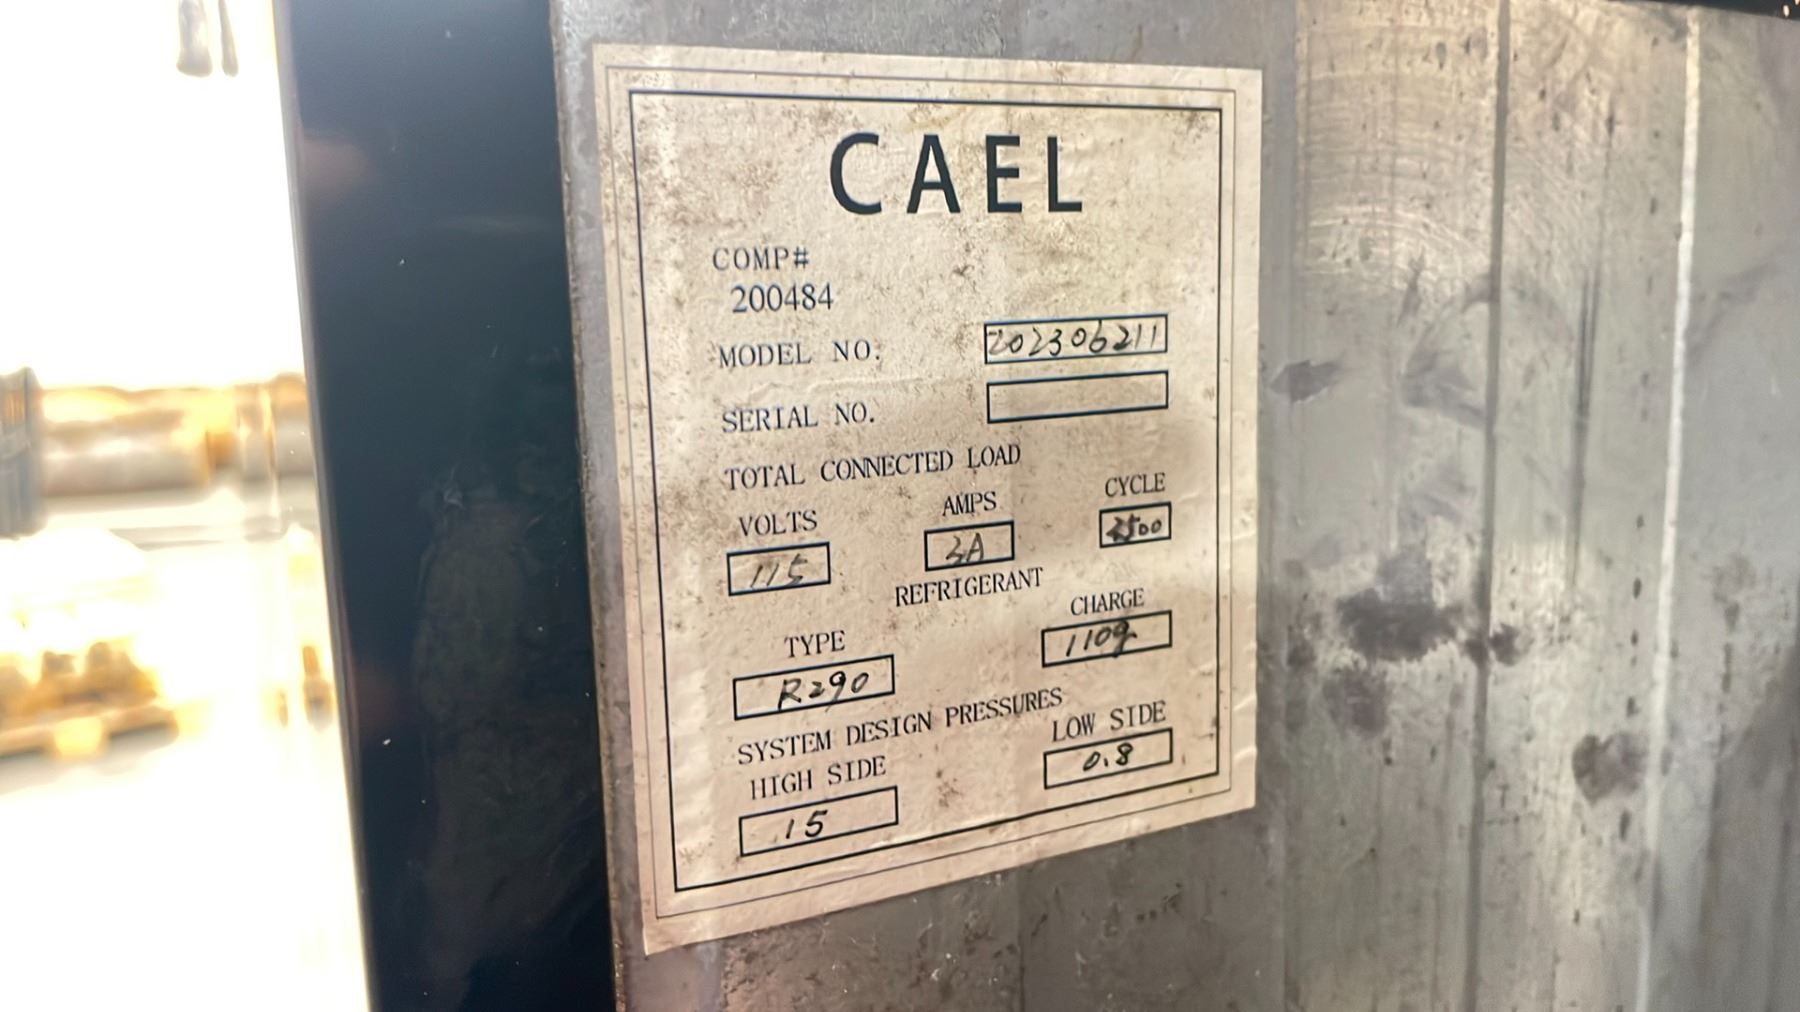 CAEL
COMP#
200484
MODEL NO: 202306211
SERIAL NO.
TOTAL CONNECTED LOAD
VOLTS AMPS CYCLE
115 3A
REFRIGERANT
TYPE CHARGE
R290 110g
SYSTEM DESIGN PRESSURES
HIGH SIDE LOW SIDE
15 0.8